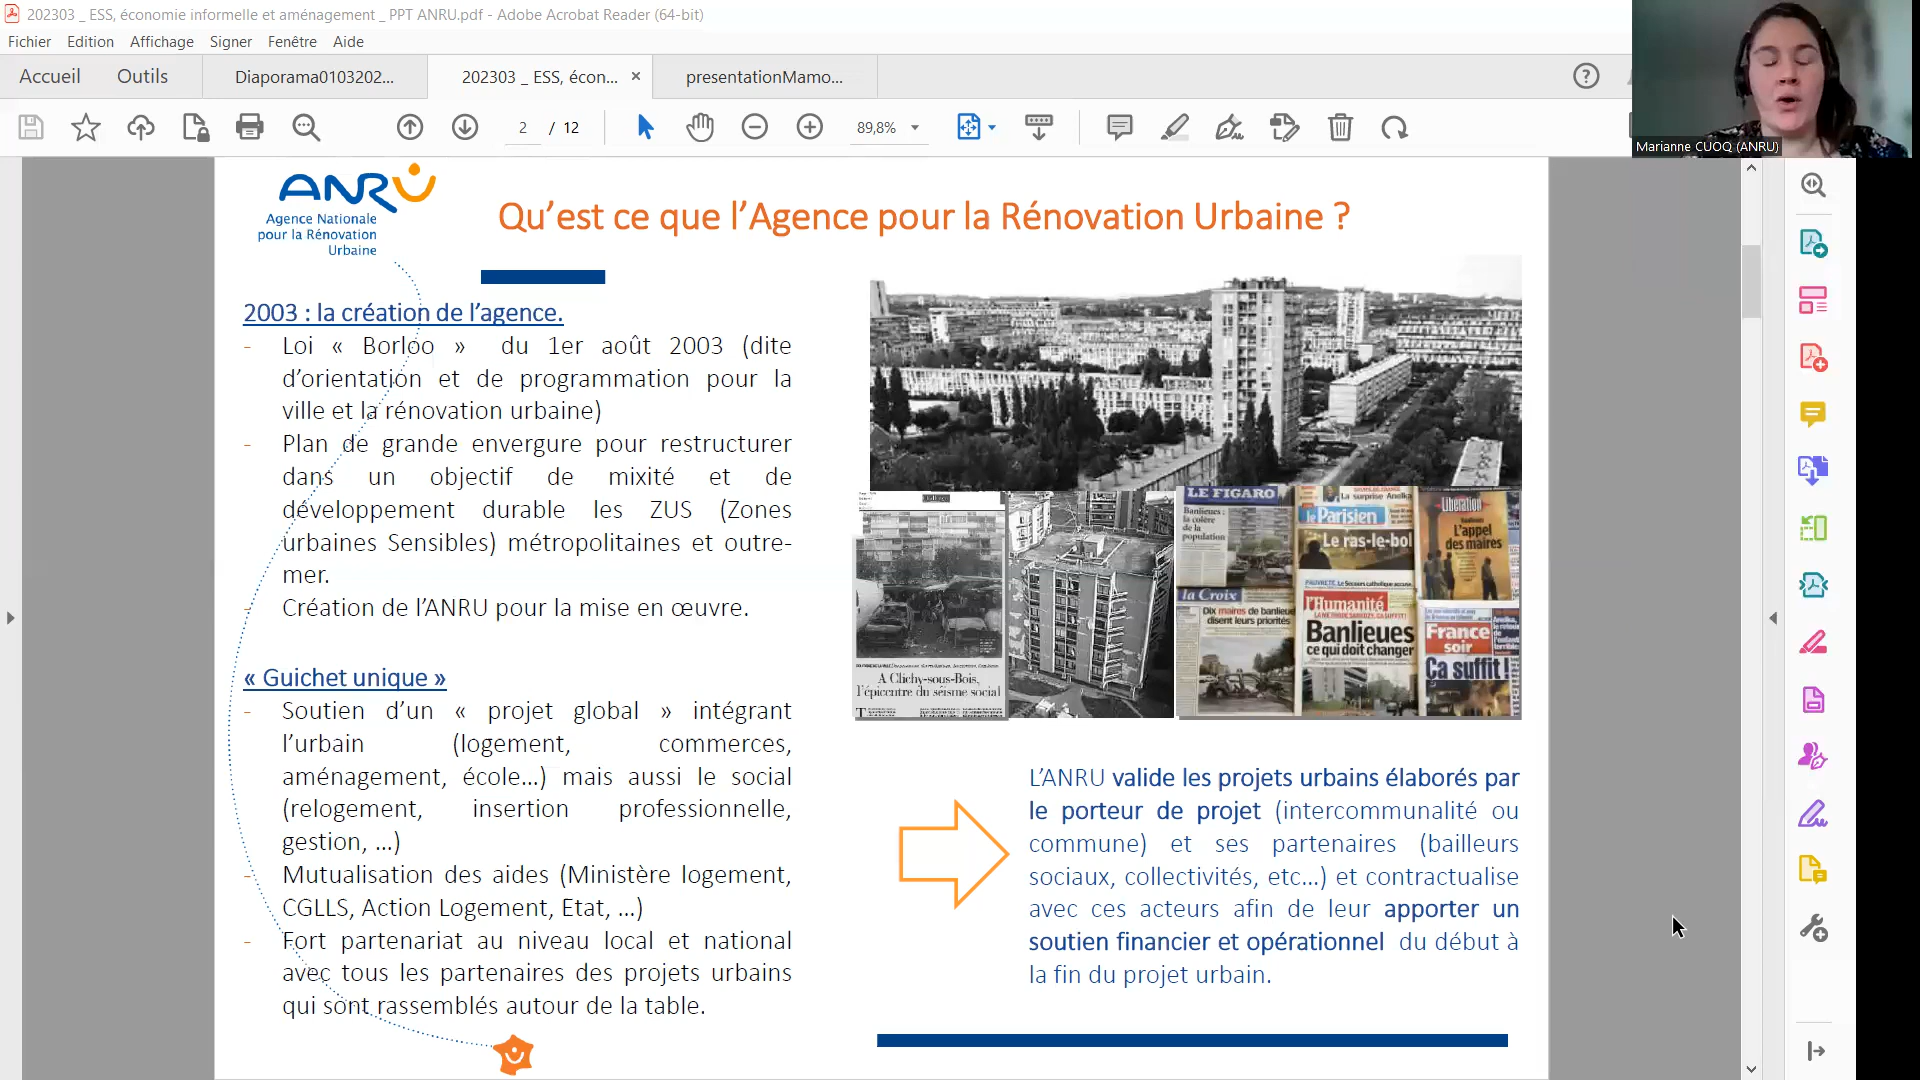 202303 _ ESS, économie informelle et aménagement _ PPT ANRU.pdf - Adobe Acrobat Reader (64-bit)
Fichier Edition Affichage Signer Fenêtre Aide
Accueil Outils Diaporama0103202... 202303 _ ESS, écon... × presentationMamo...
2 / 12 89,8%
Marianne CUOQ (ANRU)
ANRU
Agence Nationale
pour la Rénovation
Urbaine
Qu’est ce que l’Agence pour la Rénovation Urbaine ?
2003 : la création de l’agence.
- Loi « Borloo » du 1er août 2003 (dite
d’orientation et de programmation pour la
ville et la rénovation urbaine)
- Plan de grande envergure pour restructurer
dans un objectif de mixité et de
développement durable les ZUS (Zones
urbaines Sensibles) métropolitaines et outre-
mer.
- Création de l’ANRU pour la mise en œuvre.
« Guichet unique »
- Soutien d’un « projet global » intégrant
l’urbain (logement, commerces,
aménagement, école…) mais aussi le social
(relogement, insertion professionnelle,
gestion, …)
- Mutualisation des aides (Ministère logement,
CGLLS, Action Logement, Etat, …)
- Fort partenariat au niveau local et national
avec tous les partenaires des projets urbains
qui sont rassemblés autour de la table.
A Clichy-sous-Bois,
l’épicentre du séisme social
LE FIGARO
Banlieues :
la colère
de la
population
La surprise Anelka
le Parisien
Le ras-le-bol
Libération
L’appel
des maires
la Croix
Dix maires de banlieue
disent leurs priorités
l’Humanité
Banlieues
ce qui doit changer
France
soir
Ça suffit !
L’ANRU valide les projets urbains élaborés par
le porteur de projet (intercommunalité ou
commune) et ses partenaires (bailleurs
sociaux, collectivités, etc…) et contractualise
avec ces acteurs afin de leur apporter un
soutien financier et opérationnel du début à
la fin du projet urbain.